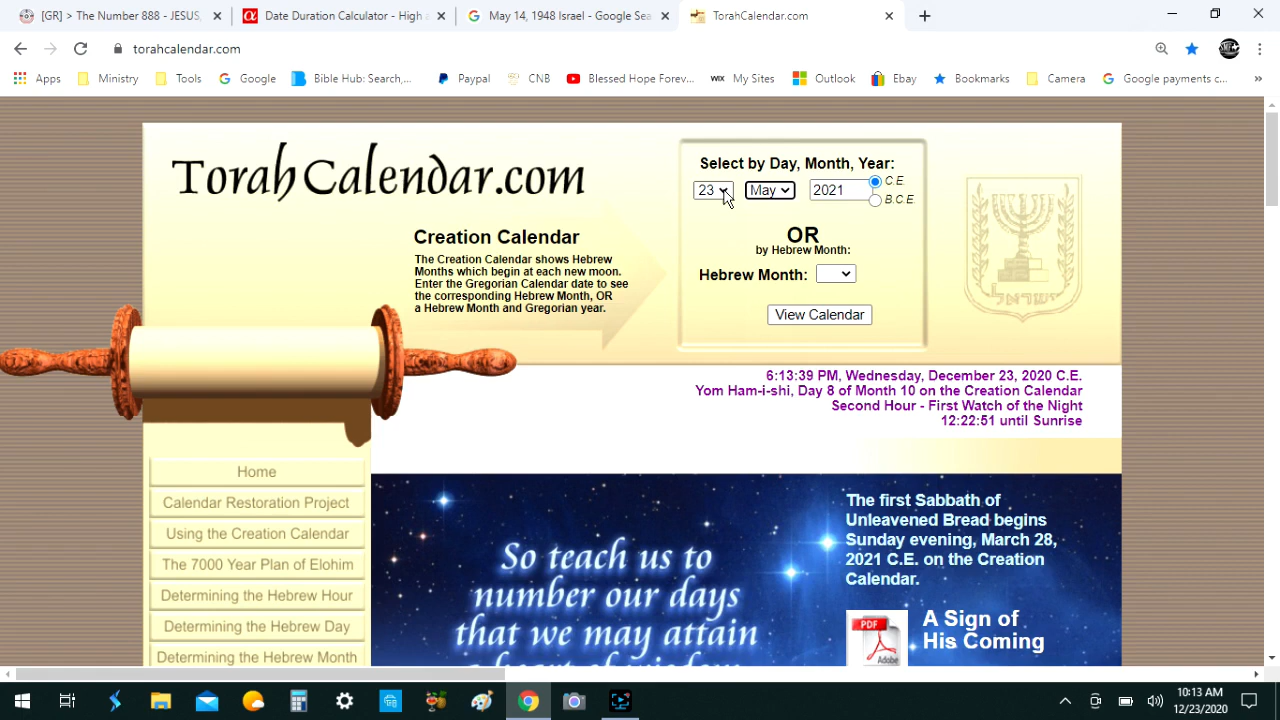 [GR] > The Number 888 - JESUS,
Date Duration Calculator - High a
May 14, 1948 Israel - Google Sea
TorahCalendar.com
torahcalendar.com
Apps
Ministry
Tools
Google
Bible Hub: Search,...
Paypal
CNB
Blessed Hope Forev...
WIX My Sites
Outlook
Ebay
Bookmarks
Camera
Google payments c...
TorahCalendar.com
Select by Day, Month, Year:
23 May 2021 C.E.
B.C.E.
OR
by Hebrew Month:
Hebrew Month:
View Calendar
Creation Calendar
The Creation Calendar shows Hebrew
Months which begin at each new moon.
Enter the Gregorian Calendar date to see
the corresponding Hebrew Month, OR
a Hebrew Month and Gregorian year.
ישראל
6:13:39 PM, Wednesday, December 23, 2020 C.E.
Yom Ham-i-shi, Day 8 of Month 10 on the Creation Calendar
Second Hour - First Watch of the Night
12:22:51 until Sunrise
Home
Calendar Restoration Project
Using the Creation Calendar
The 7000 Year Plan of Elohim
Determining the Hebrew Hour
Determining the Hebrew Day
Determining the Hebrew Month
So teach us to
number our days
that we may attain
The first Sabbath of
Unleavened Bread begins
Sunday evening, March 28,
2021 C.E. on the Creation
Calendar.
PDF
Adobe
A Sign of
His Coming
10:13 AM
12/23/2020